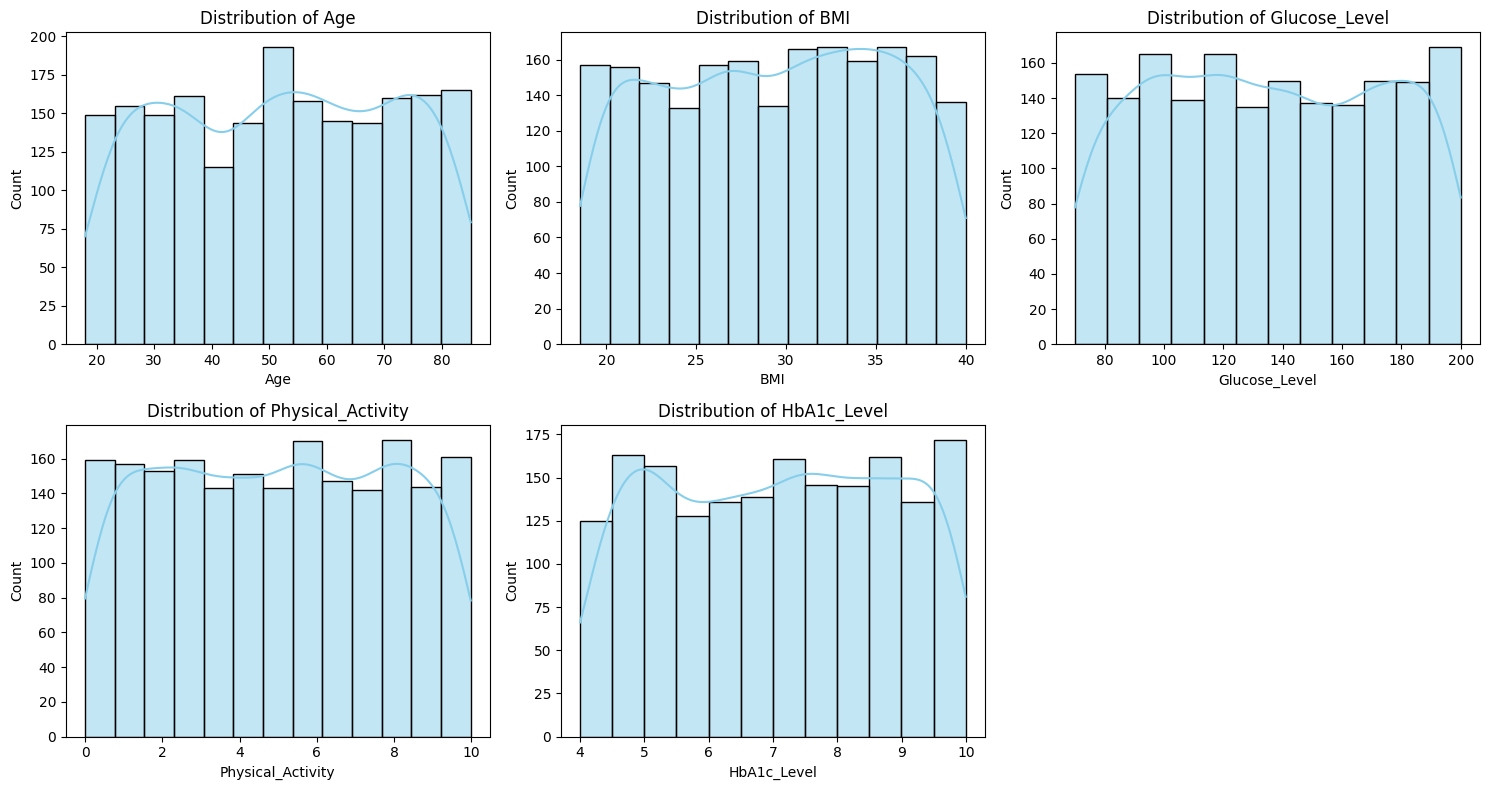 Distribution of Age
200
175
150
125
100
75
50
25
0
Count
20 30 40 50 60 70 80
Age
Distribution of BMI
160
140
120
100
80
60
40
20
0
Count
20 25 30 35 40
BMI
Distribution of Glucose_Level
160
140
120
100
80
60
40
20
0
Count
80 100 120 140 160 180 200
Glucose_Level
Distribution of Physical_Activity
160
140
120
100
80
60
40
20
0
Count
0 2 4 6 8 10
Physical_Activity
Distribution of HbA1c_Level
175
150
125
100
75
50
25
0
Count
4 5 6 7 8 9 10
HbA1c_Level